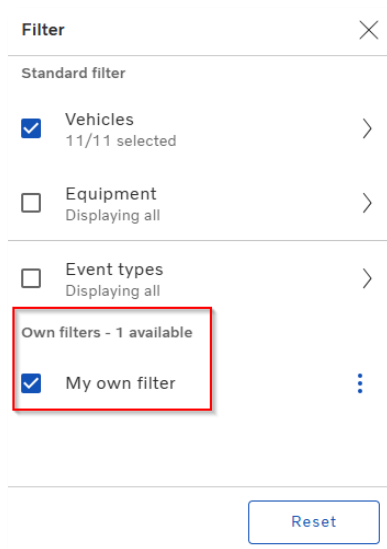 Filter
Standard filter
Vehicles
11/11 selected
Equipment
Displaying all
Event types
Displaying all
Own filters - 1 available
My own filter
Reset